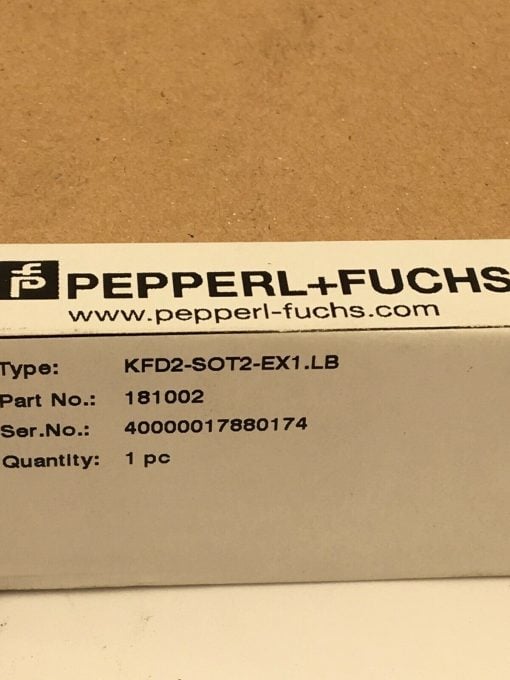 PEPPERL+FUCHS
www.pepperl-fuchs.com
Type: KFD2-SOT2-EX1.LB
Part No.: 181002
Ser.No.: 40000017880174
Quantity: 1 pc